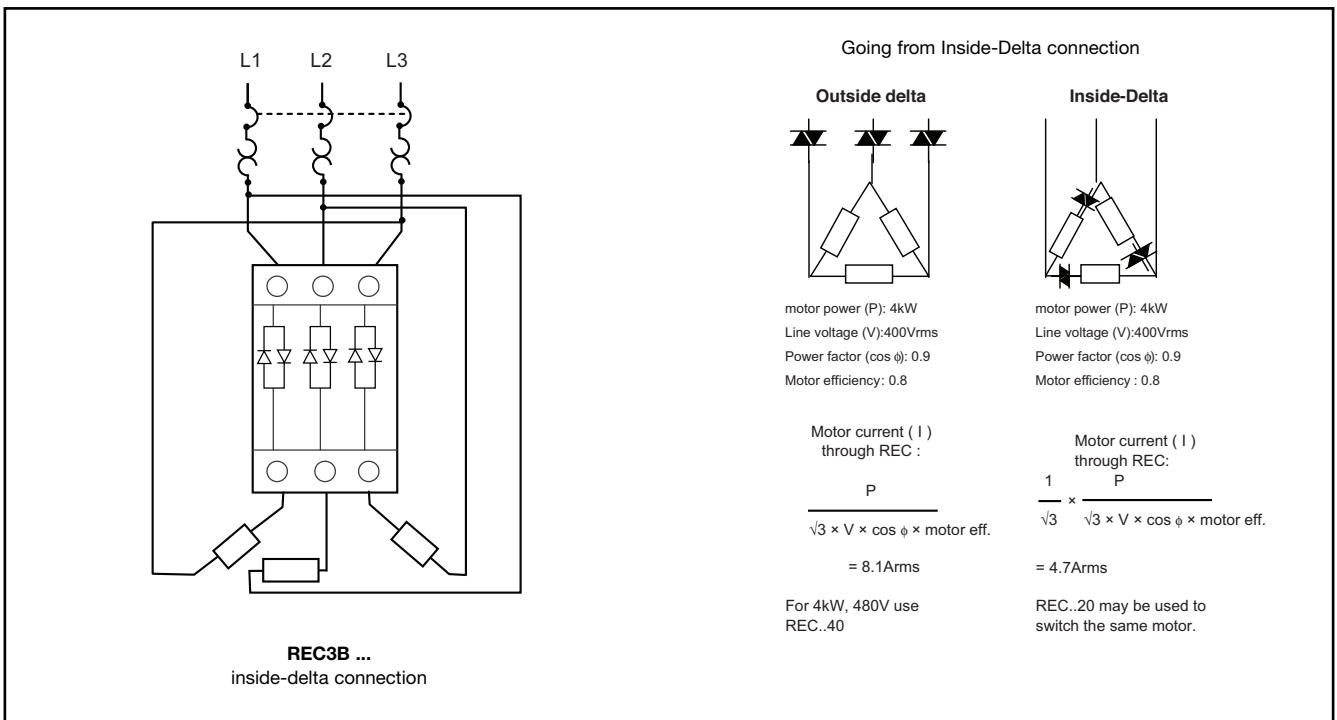 L1 L2 L3
REC3B ...
inside-delta connection
Going from Inside-Delta connection
Outside delta
motor power (P): 4kW
Line voltage (V):400Vrms
Power factor (cos ϕ): 0.9
Motor efficiency: 0.8
Motor current ( I )
through REC :
P
√3 × V × cos ϕ × motor eff.
= 8.1Arms
For 4kW, 480V use
REC..40
Inside-Delta
motor power (P): 4kW
Line voltage (V):400Vrms
Power factor (cos ϕ): 0.9
Motor efficiency : 0.8
Motor current ( I )
through REC:
1 P
√3 × √3 × V × cos ϕ × motor eff.
= 4.7Arms
REC..20 may be used to
switch the same motor.